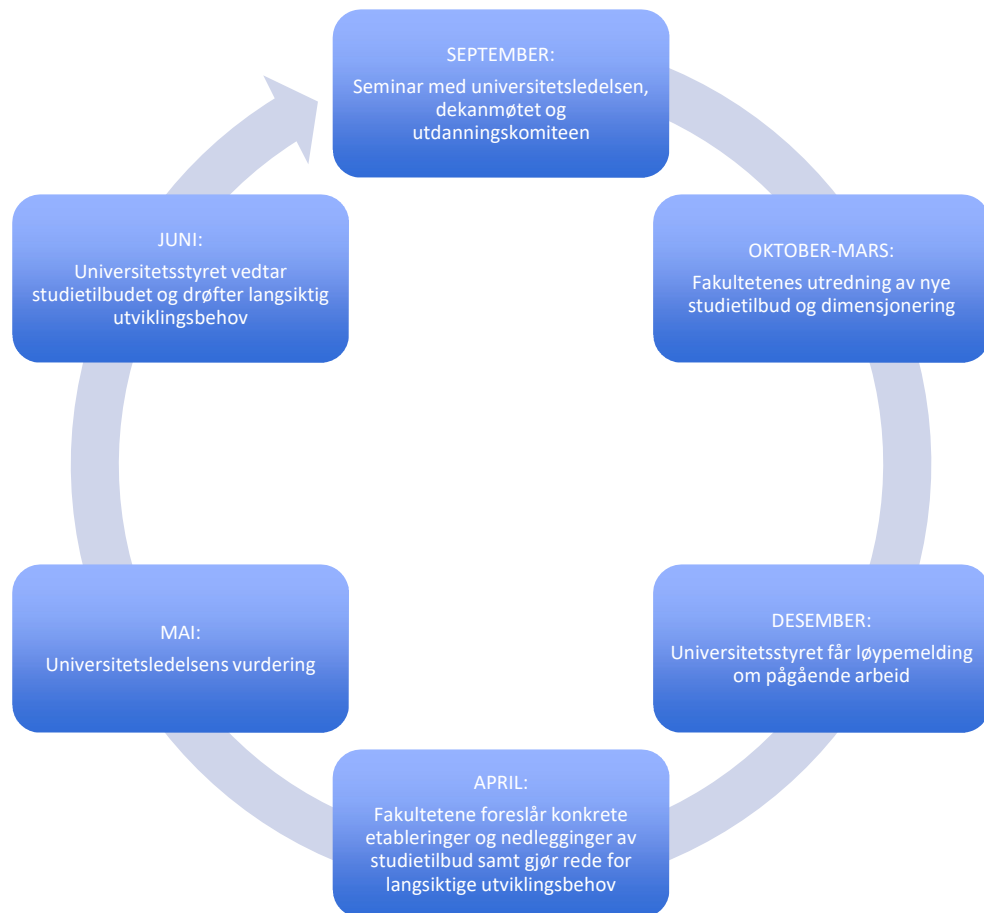 SEPTEMBER:
Seminar med universitetsledelsen,
dekanmøtet og
utdanningskomiteen
OKTOBER-MARS:
Fakultetenes utredning av nye
studietilbud og dimensjonering
DESEMBER:
Universitetsstyret får løypemelding
om pågående arbeid
APRIL:
Fakultetene foreslår konkrete
etableringer og nedlegginger av
studietilbud samt gjør rede for
langsiktige utviklingsbehov
MAI:
Universitetsledelsens vurdering
JUNI:
Universitetsstyret vedtar
studietilbudet og drøfter langsiktig
utviklingsbehov